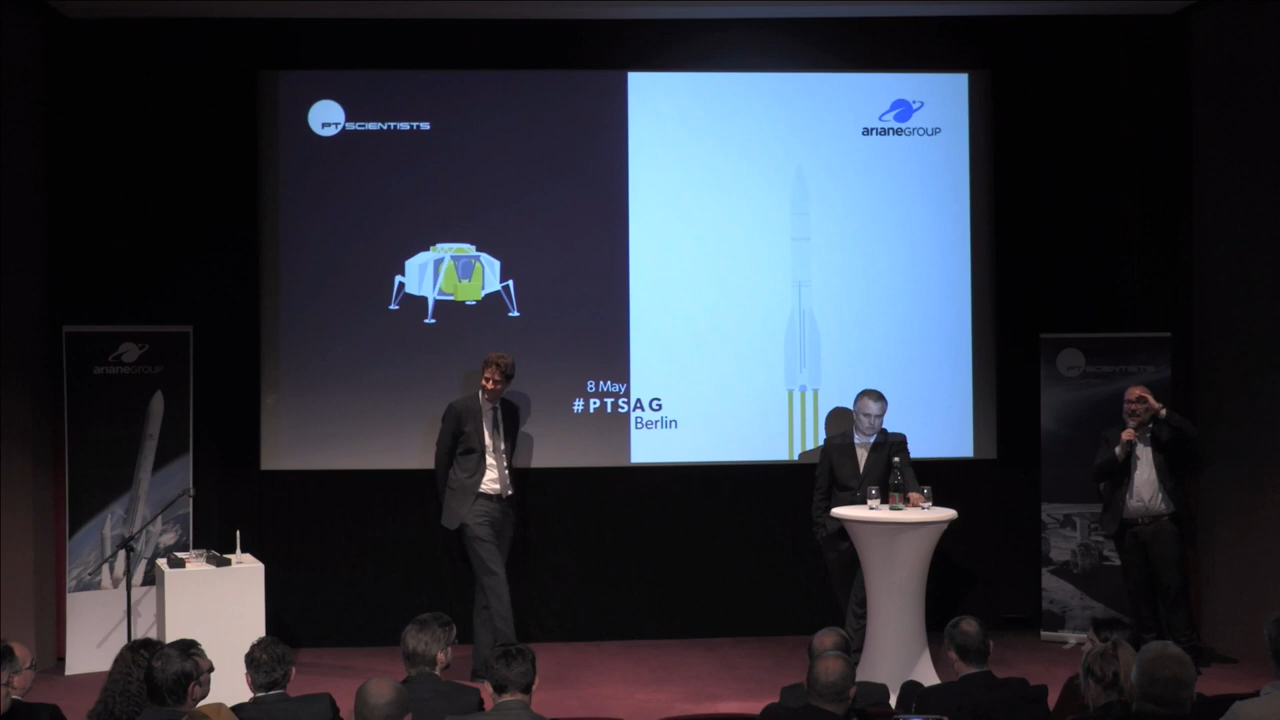 PTSCIENTISTS
arianeGROUP
8 May
#PTSAG
Berlin
arianeGROUP
PTSCIENTISTS